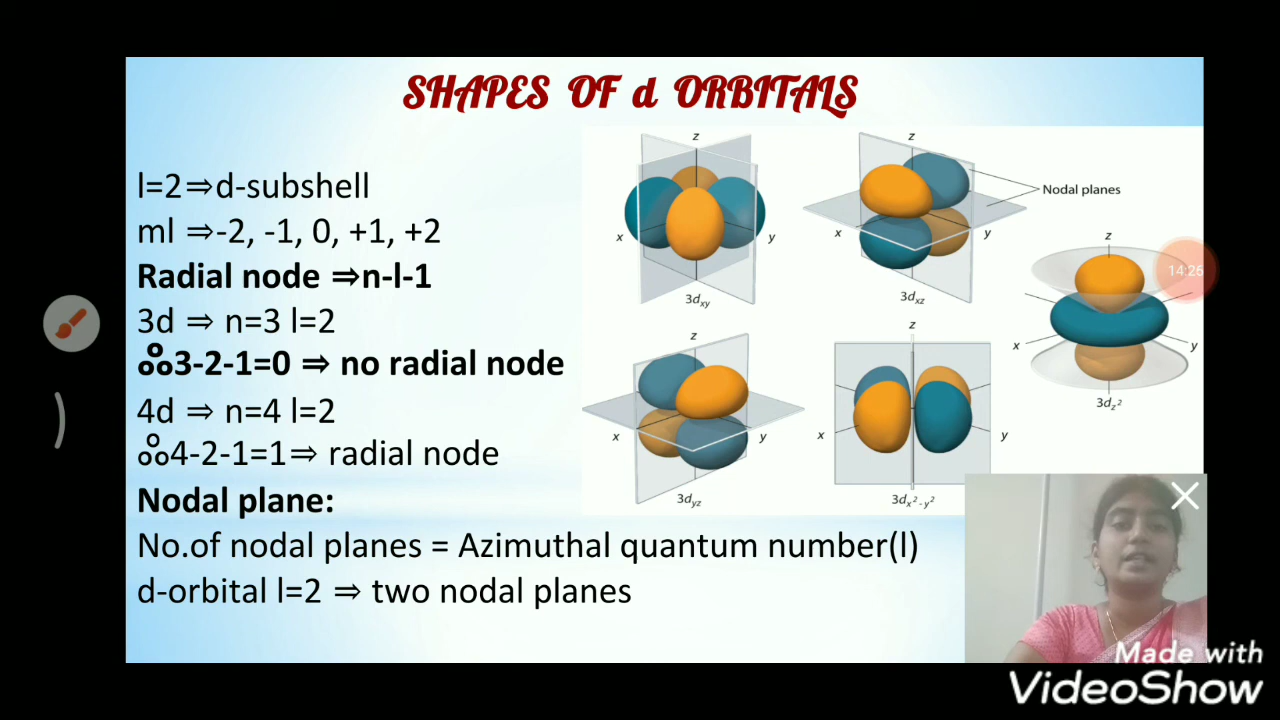 SHAPES OF d ORBITALS
l=2⇒d-subshell
ml ⇒-2, -1, 0, +1, +2
Radial node ⇒n-l-1
3d ⇒ n=3 l=2
ஃ3-2-1=0 ⇒ no radial node
4d ⇒ n=4 l=2
ஃ4-2-1=1⇒ radial node
Nodal plane:
No.of nodal planes = Azimuthal quantum number(l)
d-orbital l=2 ⇒ two nodal planes
z
x
y
3dxy
z
Nodal planes
x
y
3dxz
z
14:26
x
y
3dz²
z
x
y
3dyz
z
x
y
3dx²-y²
Made with
VideoShow